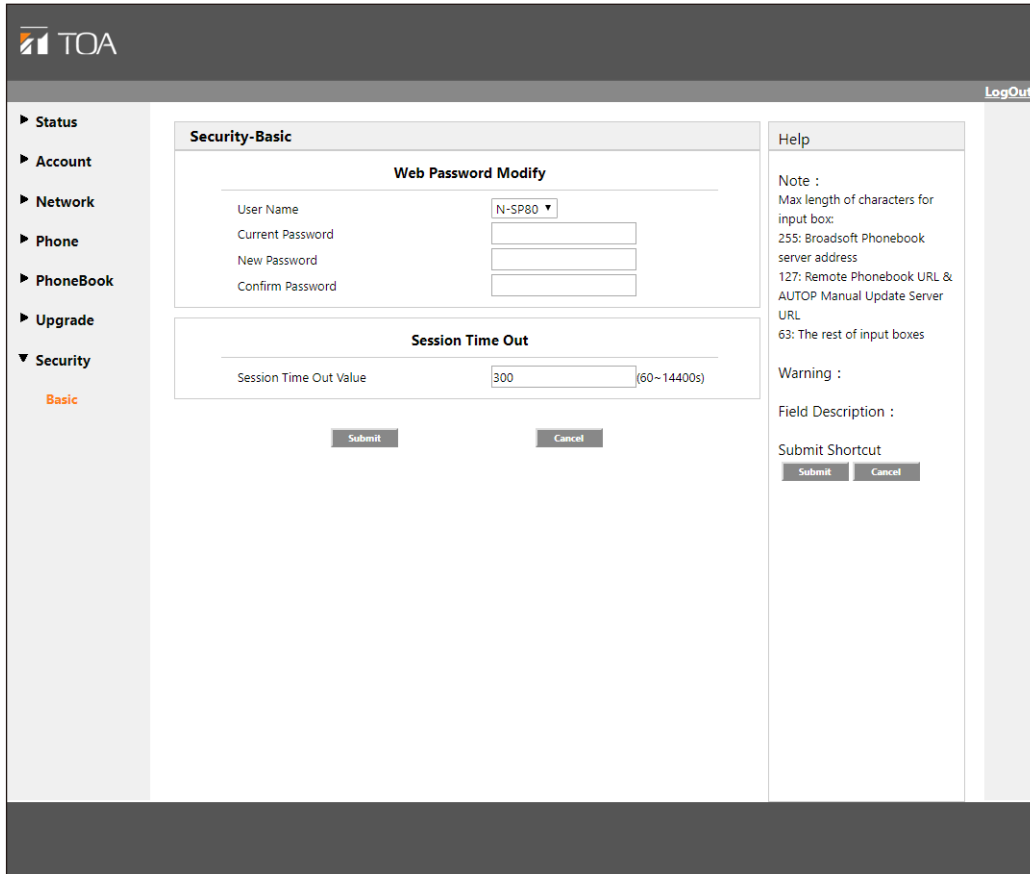 TOA
LogOut
Status
Account
Network
Phone
PhoneBook
Upgrade
Security
Basic
Security-Basic
Web Password Modify
User Name N-SP80
Current Password
New Password
Confirm Password
Session Time Out
Session Time Out Value 300 (60~14400s)
Submit Cancel
Help
Note :
Max length of characters for
input box:
255: Broadsoft Phonebook
server address
127: Remote Phonebook URL &
AUTOP Manual Update Server
URL
63: The rest of input boxes
Warning :
Field Description :
Submit Shortcut
Submit Cancel